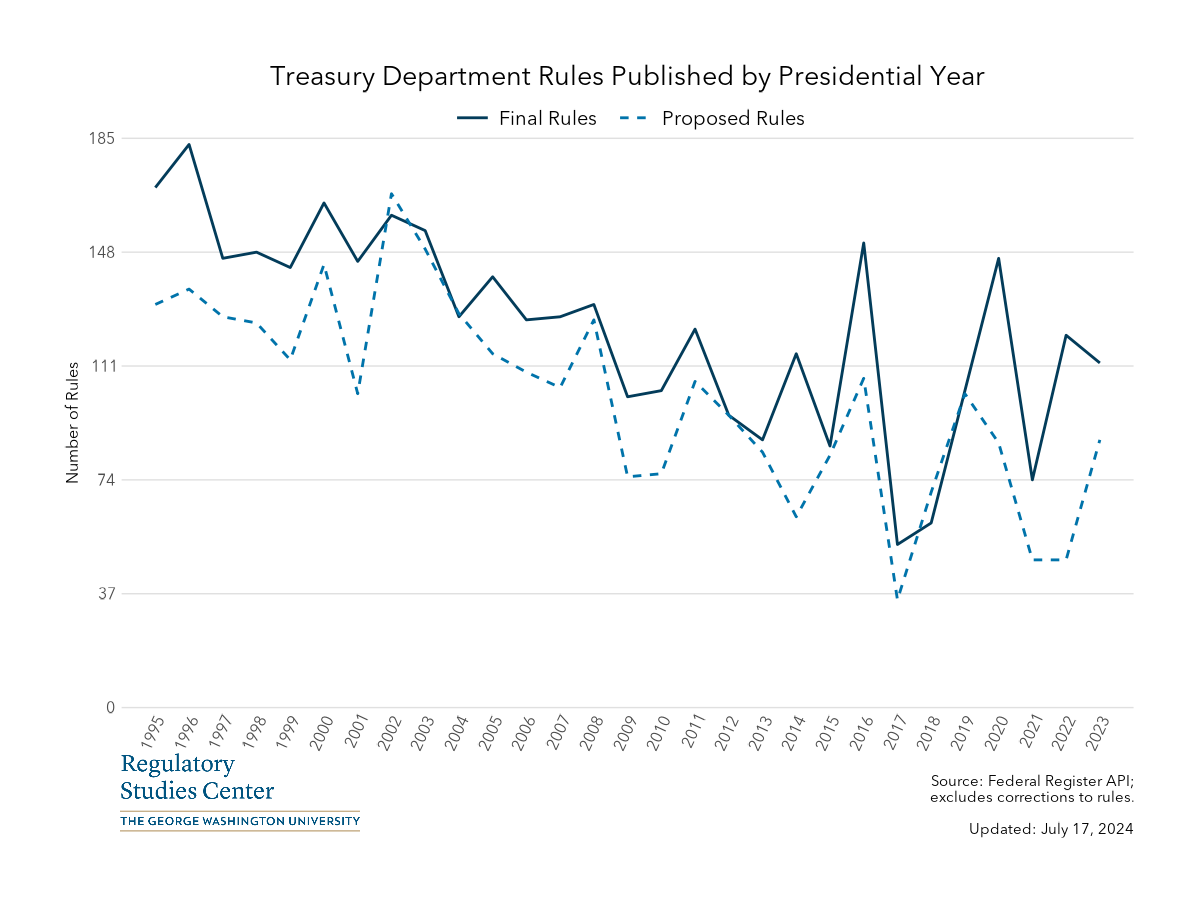 Treasury Department Rules Published by Presidential Year
Final Rules Proposed Rules
185
148
111
74
37
0
Number of Rules
1995 1996 1997 1998 1999 2000 2001 2002 2003 2004 2005 2006 2007 2008 2009 2010 2011 2012 2013 2014 2015 2016 2017 2018 2019 2020 2021 2022 2023
Regulatory
Studies Center
THE GEORGE WASHINGTON UNIVERSITY
Source: Federal Register API;
excludes corrections to rules.
Updated: July 17, 2024